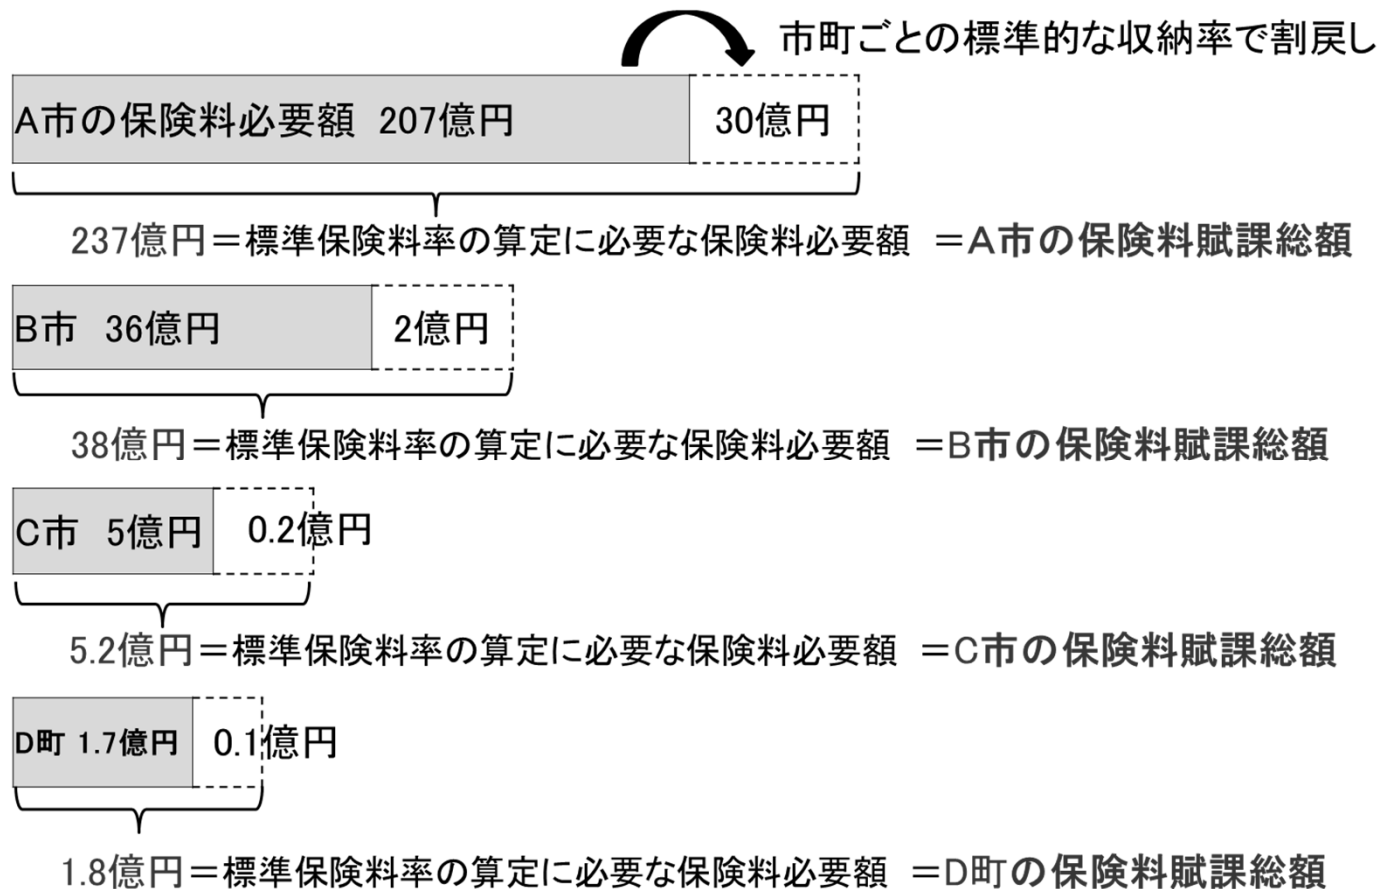 市町ごとの標準的な収納率で割戻し
A市の保険料必要額 207億円 30億円
237億円＝標準保険料率の算定に必要な保険料必要額 ＝A市の保険料賦課総額
B市 36億円 2億円
38億円＝標準保険料率の算定に必要な保険料必要額 ＝B市の保険料賦課総額
C市 5億円 0.2億円
5.2億円＝標準保険料率の算定に必要な保険料必要額 ＝C市の保険料賦課総額
D町 1.7億円 0.1億円
1.8億円＝標準保険料率の算定に必要な保険料必要額 ＝D町の保険料賦課総額